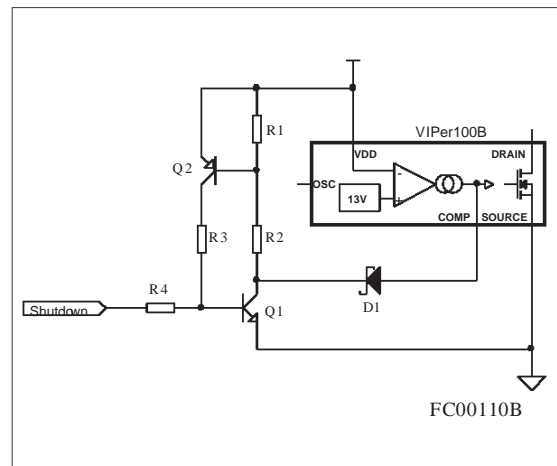 VIPer100B
R1
VDD
DRAIN
Q2
-
OSC
13V
+
COMP SOURCE
R3
R2
R4
D1
Shutdown
Q1
FC00110B